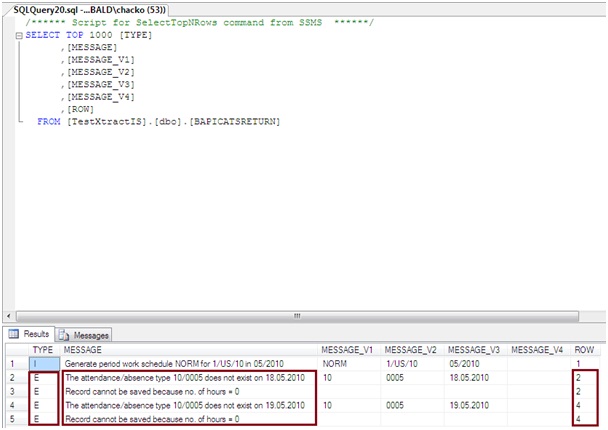 SQLQuery20.sql -...BALD\chacko (53))
/****** Script for SelectTopNRows command from SSMS ******/
SELECT TOP 1000 [TYPE]
,[MESSAGE]
,[MESSAGE_V1]
,[MESSAGE_V2]
,[MESSAGE_V3]
,[MESSAGE_V4]
,[ROW]
FROM [TestXtractIS].[dbo].[BAPICATSRETURN]
Results Messages
TYPE MESSAGE MESSAGE_V1 MESSAGE_V2 MESSAGE_V3 MESSAGE_V4 ROW
1 I Generate period work schedule NORM for 1/US/10 in 05/2010 NORM 1/US/10 05/2010 1
2 E The attendance/absence type 10/0005 does not exist on 18.05.2010 10 0005 18.05.2010 2
3 E Record cannot be saved because no. of hours = 0 2
4 E The attendance/absence type 10/0005 does not exist on 19.05.2010 10 0005 19.05.2010 4
5 E Record cannot be saved because no. of hours = 0 4